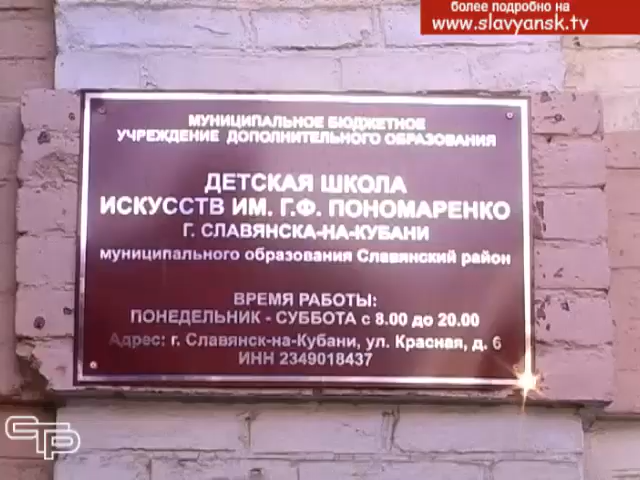 более подробно на
www.slavyansk.tv
МУНИЦИПАЛЬНОЕ БЮДЖЕТНОЕ
УЧРЕЖДЕНИЕ ДОПОЛНИТЕЛЬНОГО ОБРАЗОВАНИЯ
ДЕТСКАЯ ШКОЛА
ИСКУССТВ ИМ. Г.Ф. ПОНОМАРЕНКО
Г. СЛАВЯНСКА-НА-КУБАНИ
муниципального образования Славянский район
ВРЕМЯ РАБОТЫ:
ПОНЕДЕЛЬНИК - СУББОТА с 8.00 до 20.00
Адрес: г. Славянск-на-Кубани, ул. Красная, д. 6
ИНН 2349018437
СТР